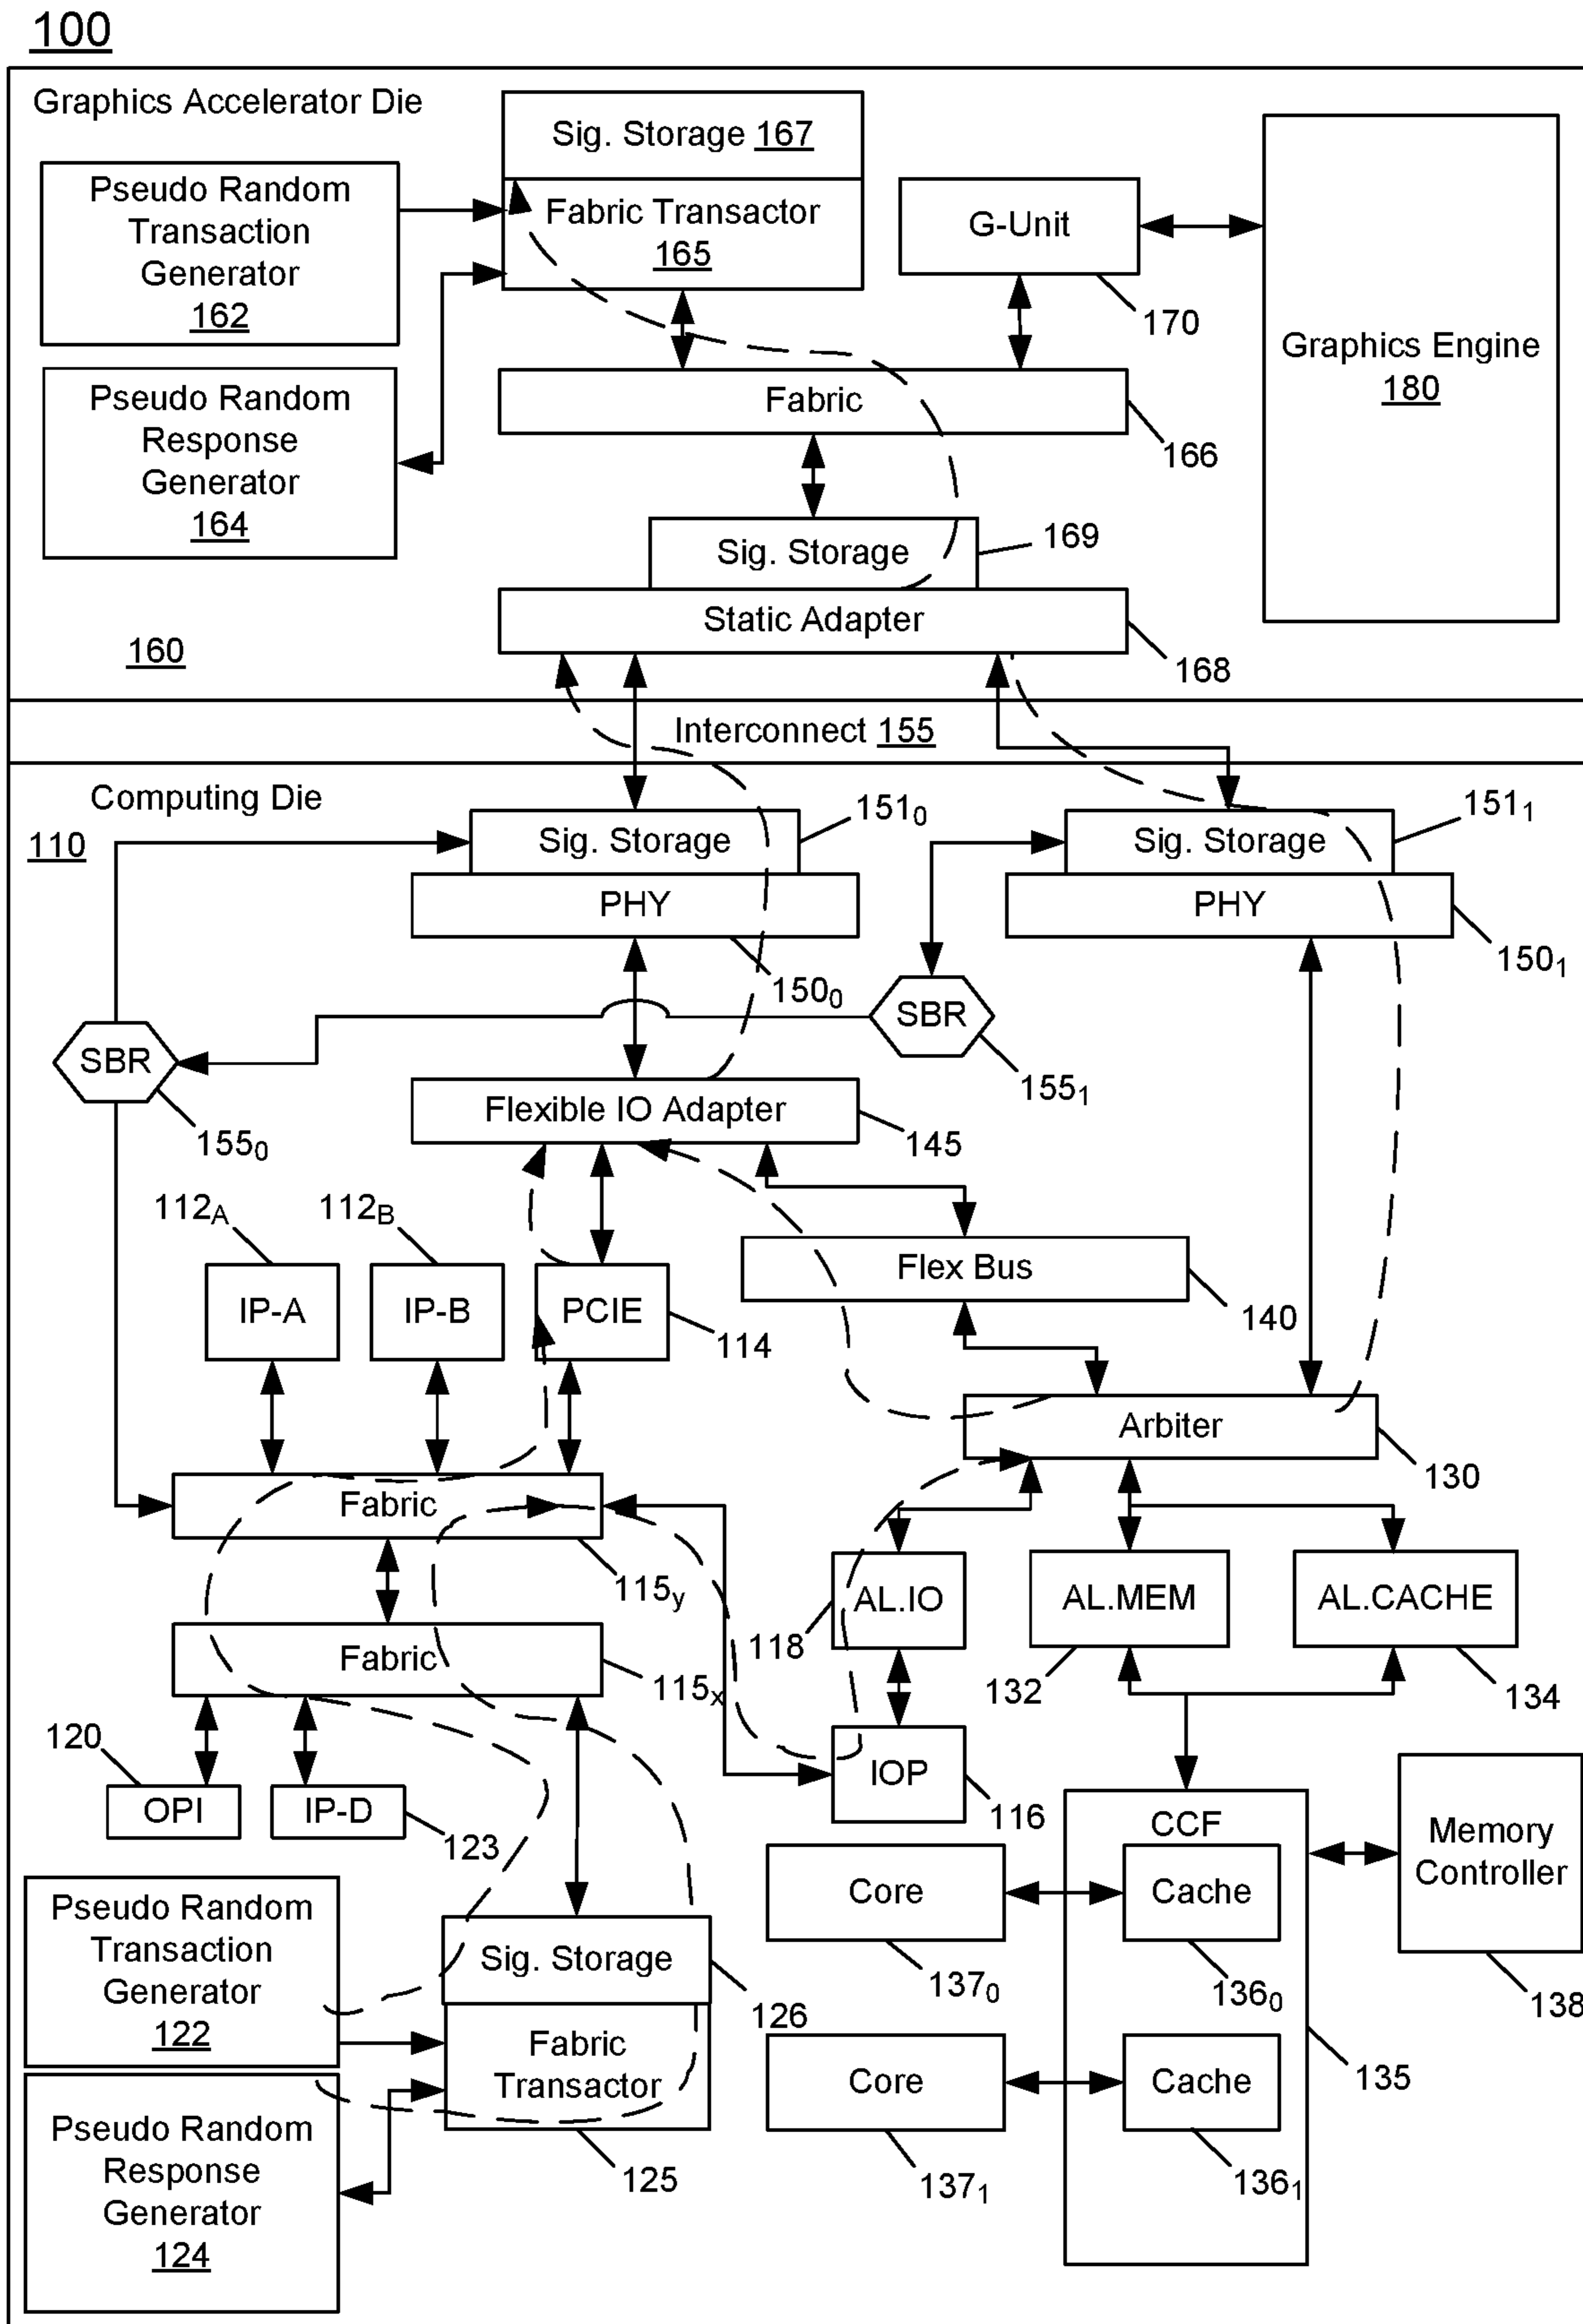 100
Graphics Accelerator Die
Sig. Storage 167
Pseudo Random
Transaction
Generator
162
Fabric Transactor
165
G-Unit
170
Graphics Engine
180
Pseudo Random
Response
Generator
164
Fabric
166
Sig. Storage
169
Static Adapter
168
160
Interconnect 155
Computing Die
110
Sig. Storage
151₀
PHY
150₀
Sig. Storage
151₁
PHY
150₁
SBR
155₀
SBR
155₁
Flexible IO Adapter
145
112A
112B
IP-A
IP-B
PCIE
114
Flex Bus
140
Arbiter
130
Fabric
115y
Fabric
115x
AL.IO
118
AL.MEM
132
AL.CACHE
134
120
OPI
IP-D
123
IOP
116
CCF
135
Memory
Controller
138
Core
137₀
Cache
136₀
Core
137₁
Cache
136₁
Pseudo Random
Transaction
Generator
122
Sig. Storage
126
Fabric
Transactor
125
Pseudo Random
Response
Generator
124